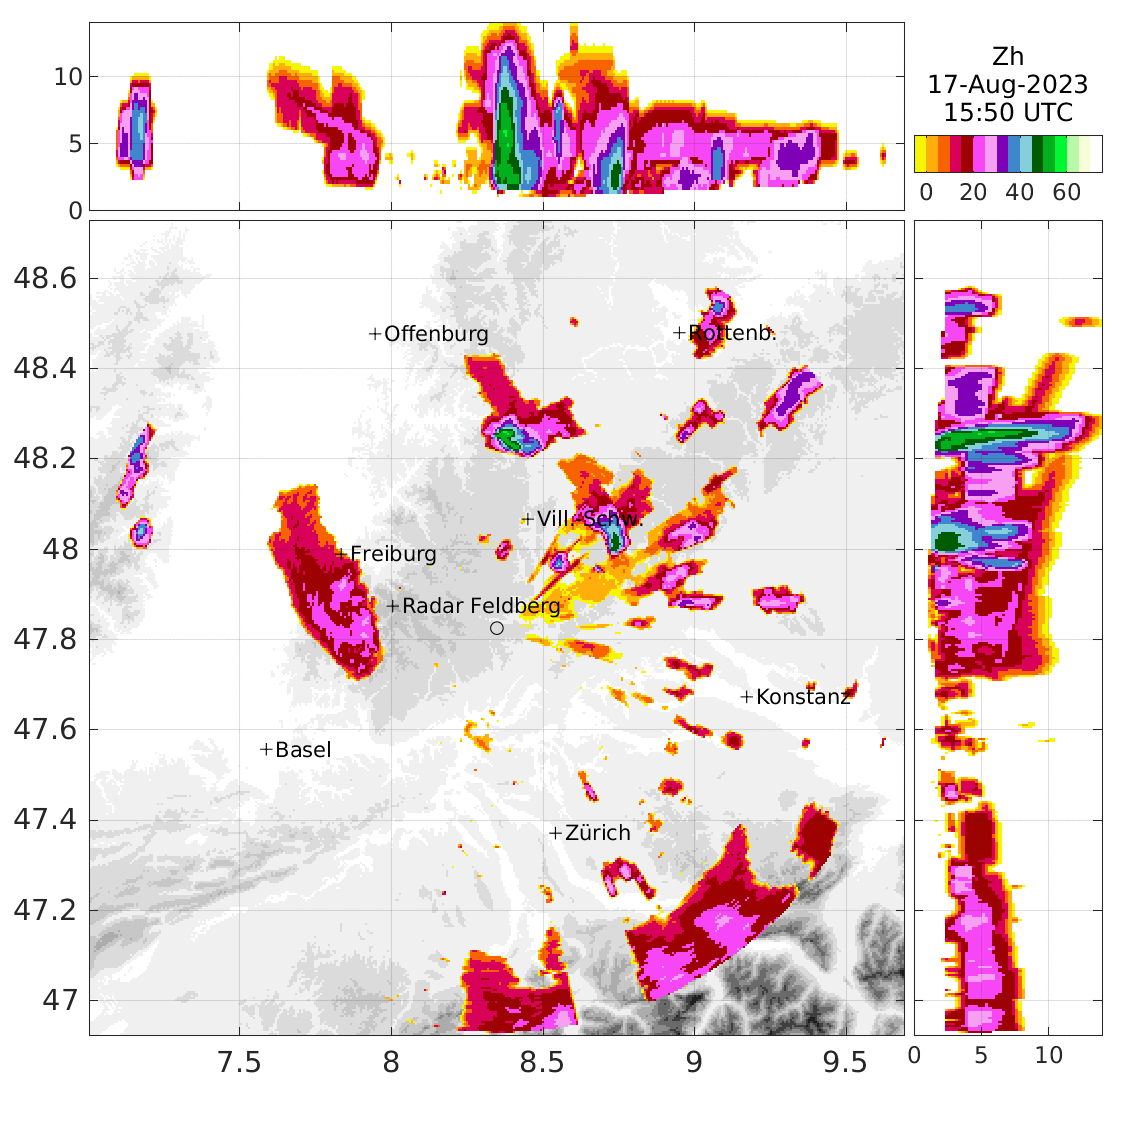 10
5
0
Zh
17-Aug-2023
15:50 UTC
0 20 40 60
48.6
48.4
48.2
48
47.8
47.6
47.4
47.2
47
+Offenburg
+Rottenb.
+Vill.-Schw.
+Freiburg
+Radar Feldberg
+Konstanz
+Basel
+Zürich
7.5 8 8.5 9 9.5
0 5 10